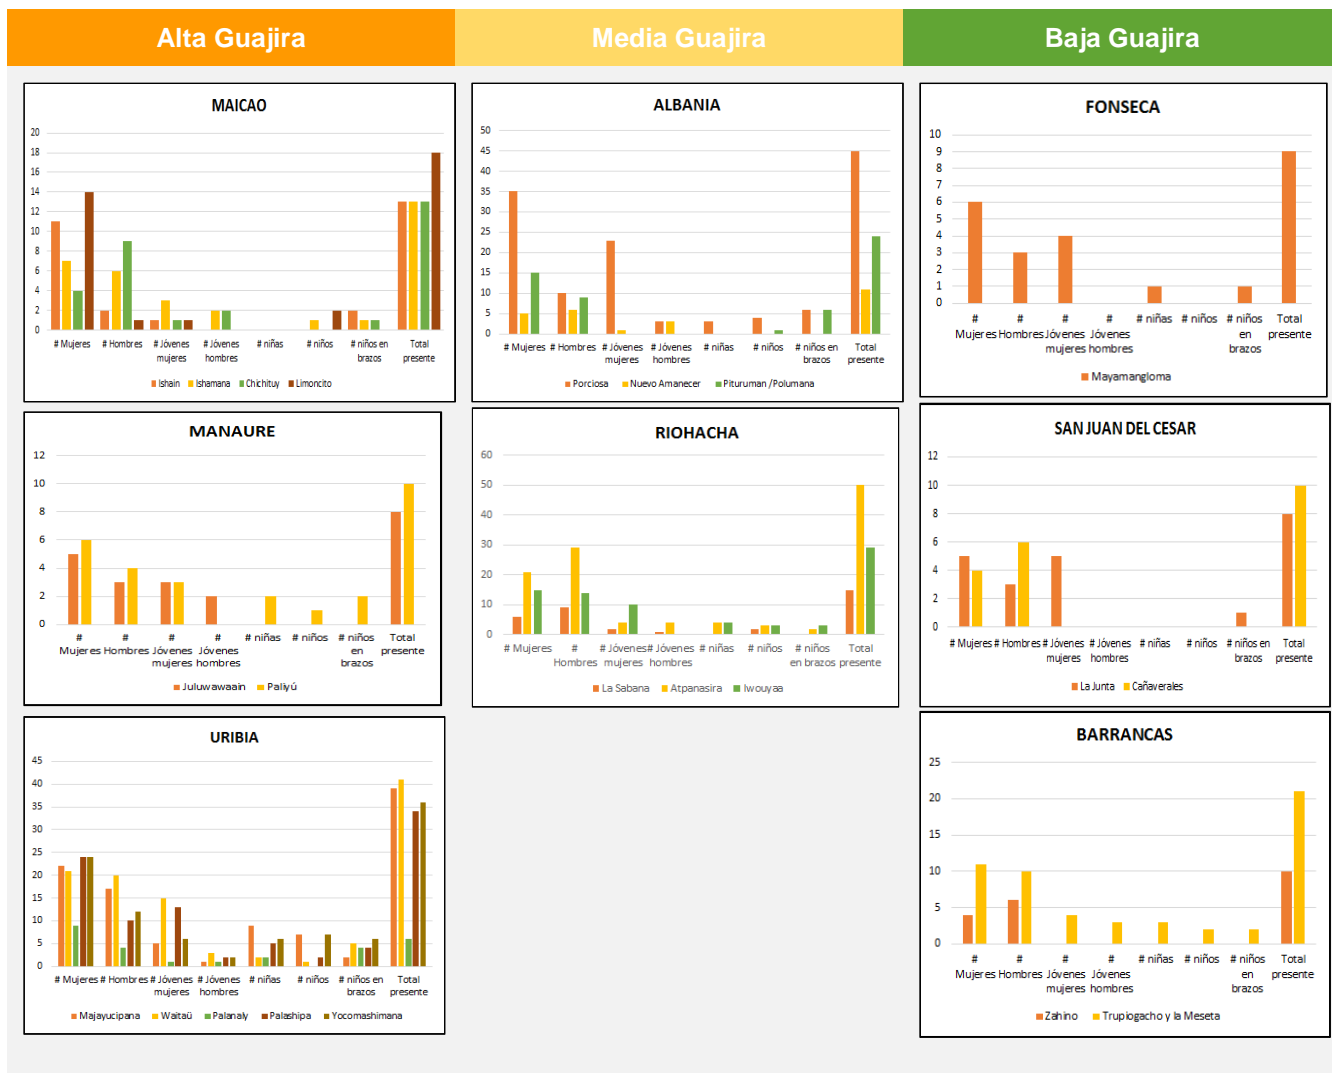 Alta Guajira
Media Guajira
Baja Guajira
MAICAO
20
18
16
14
12
10
8
6
4
2
0
# Mujeres # Hombres # Jóvenes # Jóvenes # niñas # niños # niños en Total
mujeres hombres brazos presente
Ishain Ishamana Chichituy Limoncito
MANAURE
12
10
8
6
4
2
0
# # # # # niñas # niños # niños Total
Mujeres Hombres Jóvenes Jóvenes en presente
mujeres hombres brazos
Juluwawaain Paliyú
URIBIA
45
40
35
30
25
20
15
10
5
0
# Mujeres # Hombres # Jóvenes # Jóvenes # niñas # niños # niños en Total
mujeres hombres brazos presente
Majayucipana Waitaü Palanaly Palashipa Yocomashimana
ALBANIA
50
45
40
35
30
25
20
15
10
5
0
# Mujeres # Hombres # Jóvenes # Jóvenes # niñas # niños # niños en Total
mujeres hombres brazos presente
Porciosa Nuevo Amanecer Pituruman /Polumana
RIOHACHA
60
50
40
30
20
10
0
# Mujeres # # Jóvenes # Jóvenes # niñas # niños # niños Total
Hombres mujeres hombres en brazos presente
La Sabana Atpanasira Iwouyaa
FONSECA
10
9
8
7
6
5
4
3
2
1
0
# # # # # niñas # niños # niños Total
Mujeres Hombres Jóvenes Jóvenes en presente
mujeres hombres brazos
Mayamangloma
SAN JUAN DEL CESAR
12
10
8
6
4
2
0
# Mujeres # Hombres # Jóvenes # Jóvenes # niñas # niños # niños en Total
mujeres hombres brazos presente
La Junta Cañaverales
BARRANCAS
25
20
15
10
5
0
# # # # # niñas # niños # niños Total
Mujeres Hombres Jóvenes Jóvenes en presente
mujeres hombres brazos
Zahino Trupiogacho y la Meseta